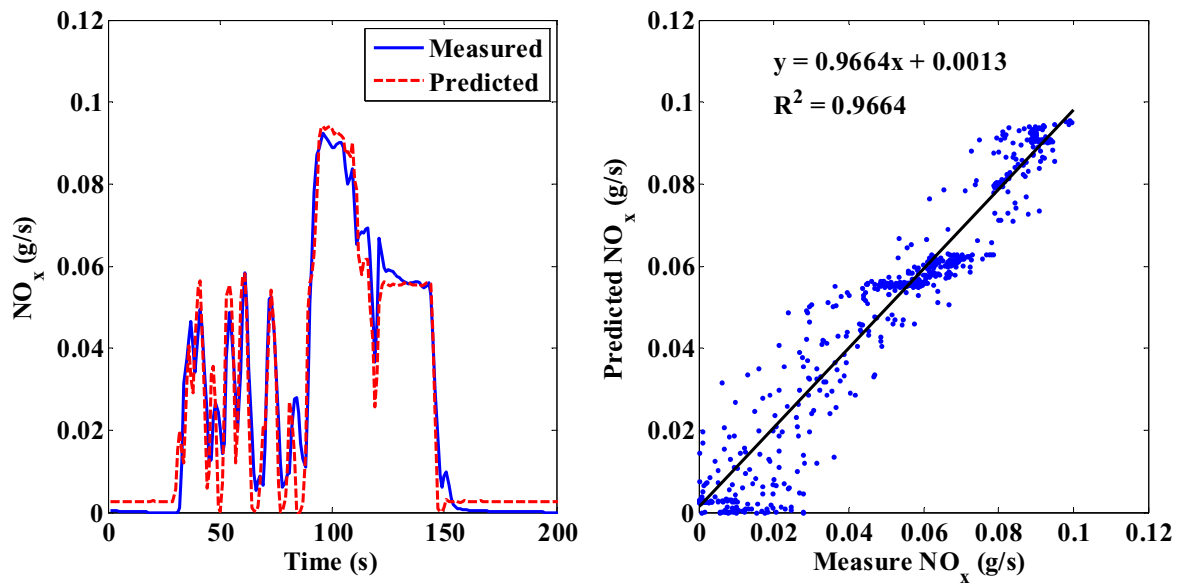 0.12
0.1
0.08
0.06
0.04
0.02
0
NOx (g/s)
0 50 100 150 200
Time (s)
Measured
Predicted
0.12
0.1
0.08
0.06
0.04
0.02
0
Predicted NOx (g/s)
0 0.02 0.04 0.06 0.08 0.1 0.12
Measure NOx (g/s)
y = 0.9664x + 0.0013
R² = 0.9664